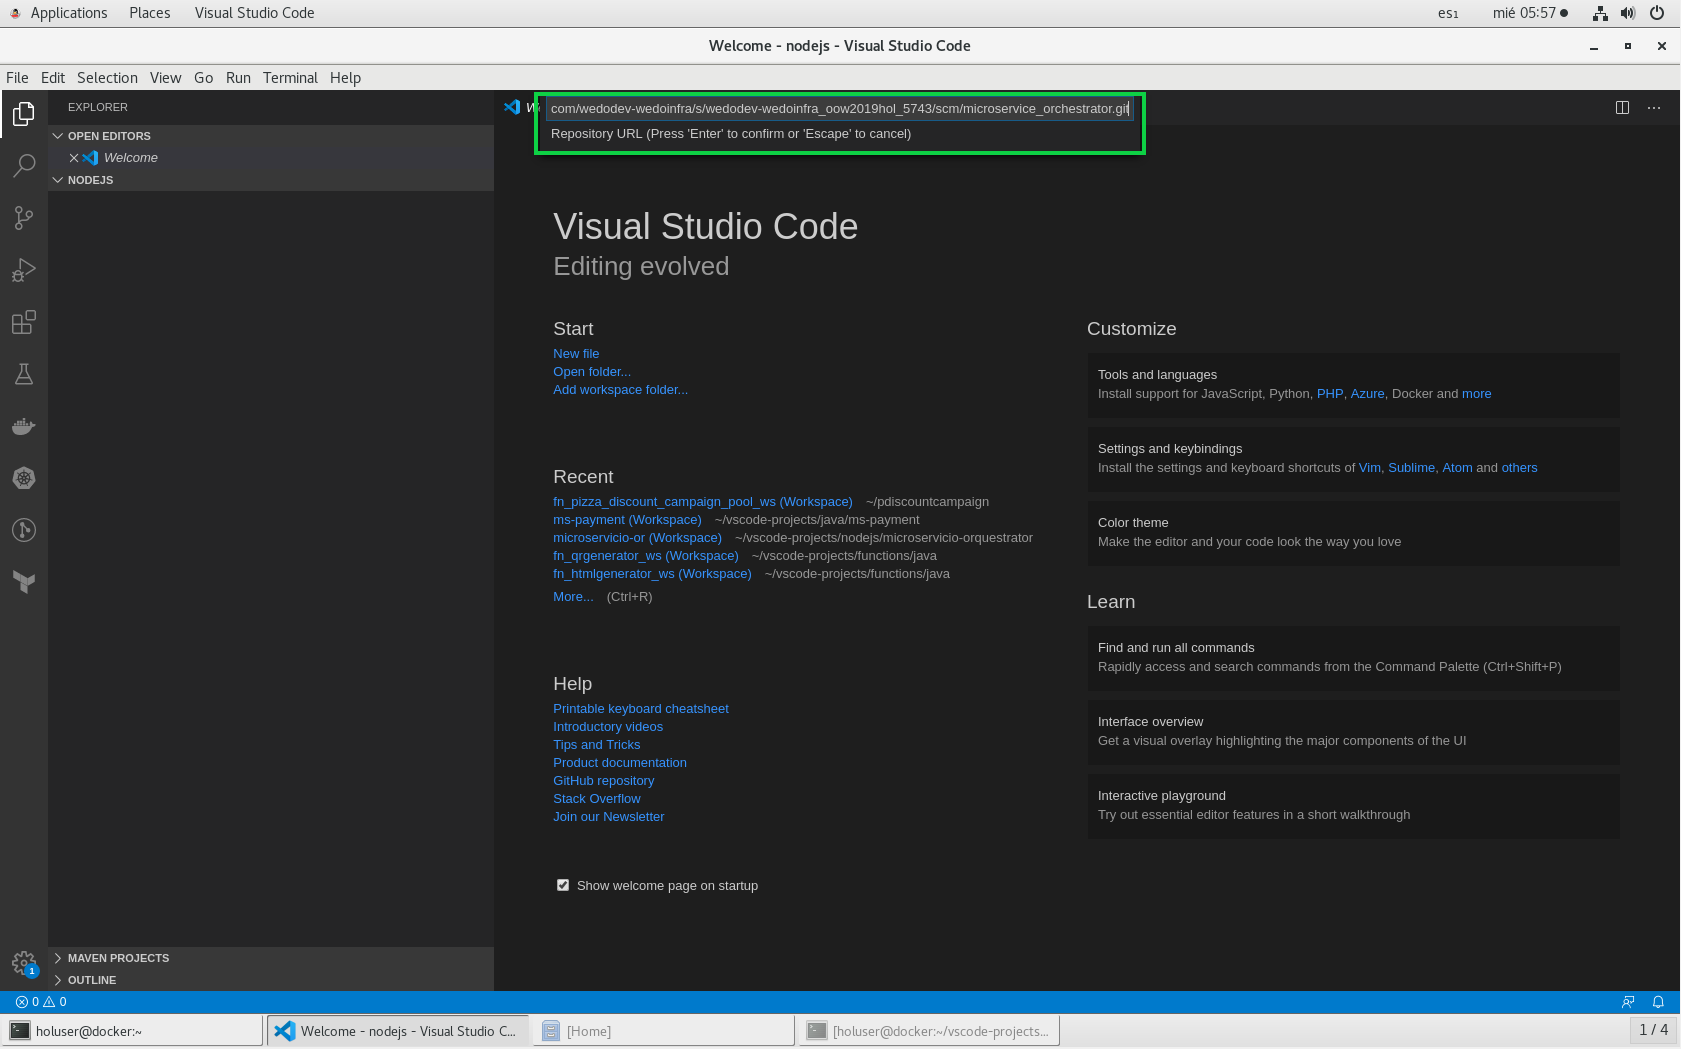 Applications Places Visual Studio Code es1 mié 05:57
Welcome - nodejs - Visual Studio Code
File Edit Selection View Go Run Terminal Help
EXPLORER
OPEN EDITORS
Welcome
NODEJS
MAVEN PROJECTS
OUTLINE
com/wedodev-wedoinfra/s/wedodev-wedoinfra_oow2019hol_5743/scm/microservice_orchestrator.git
Repository URL (Press 'Enter' to confirm or 'Escape' to cancel)
Visual Studio Code
Editing evolved
Start
New file
Open folder...
Add workspace folder...
Recent
fn_pizza_discount_campaign_pool_ws (Workspace) ~/pdiscountcampaign
ms-payment (Workspace) ~/vscode-projects/java/ms-payment
microservicio-or (Workspace) ~/vscode-projects/nodejs/microservicio-orquestrator
fn_qrgenerator_ws (Workspace) ~/vscode-projects/functions/java
fn_htmlgenerator_ws (Workspace) ~/vscode-projects/functions/java
More... (Ctrl+R)
Help
Printable keyboard cheatsheet
Introductory videos
Tips and Tricks
Product documentation
GitHub repository
Stack Overflow
Join our Newsletter
Show welcome page on startup
Customize
Tools and languages
Install support for JavaScript, Python, PHP, Azure, Docker and more
Settings and keybindings
Install the settings and keyboard shortcuts of Vim, Sublime, Atom and others
Color theme
Make the editor and your code look the way you love
Learn
Find and run all commands
Rapidly access and search commands from the Command Palette (Ctrl+Shift+P)
Interface overview
Get a visual overlay highlighting the major components of the UI
Interactive playground
Try out essential editor features in a short walkthrough
1
0 0
holuser@docker:~ Welcome - nodejs - Visual Studio C... [Home] [holuser@docker:~/vscode-projects... 1 / 4